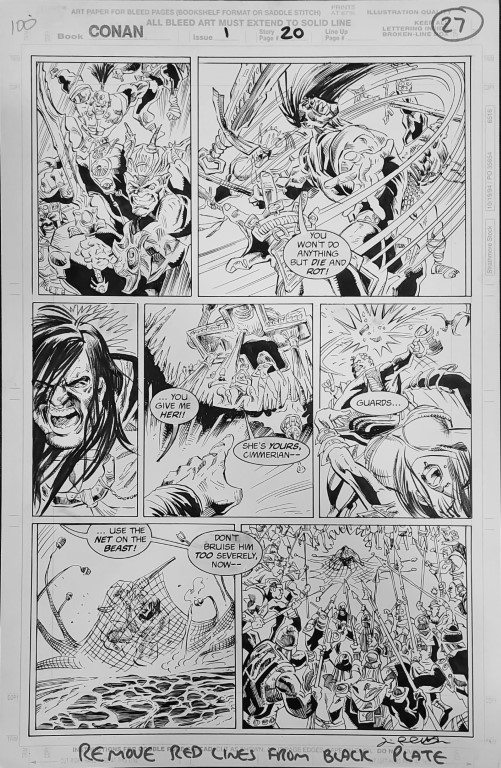 100
ART PAPER FOR BLEED PAGES (BOOKSHELF FORMAT OR SADDLE STITCH)
ALL BLEED ART MUST EXTEND TO SOLID LINE
Book CONAN Issue 1 Story Page # 20 Line Up Page #
27
YOU
WON'T DO
ANYTHING
BUT DIE AND
ROT!
... YOU
GIVE ME
HER!!
SHE'S YOURS,
CIMMERIAN--
GUARDS...
... USE THE
NET ON THE
BEAST!
DON'T
BRUISE HIM
TOO SEVERELY,
NOW--
REMOVE RED LINES FROM BLACK PLATE